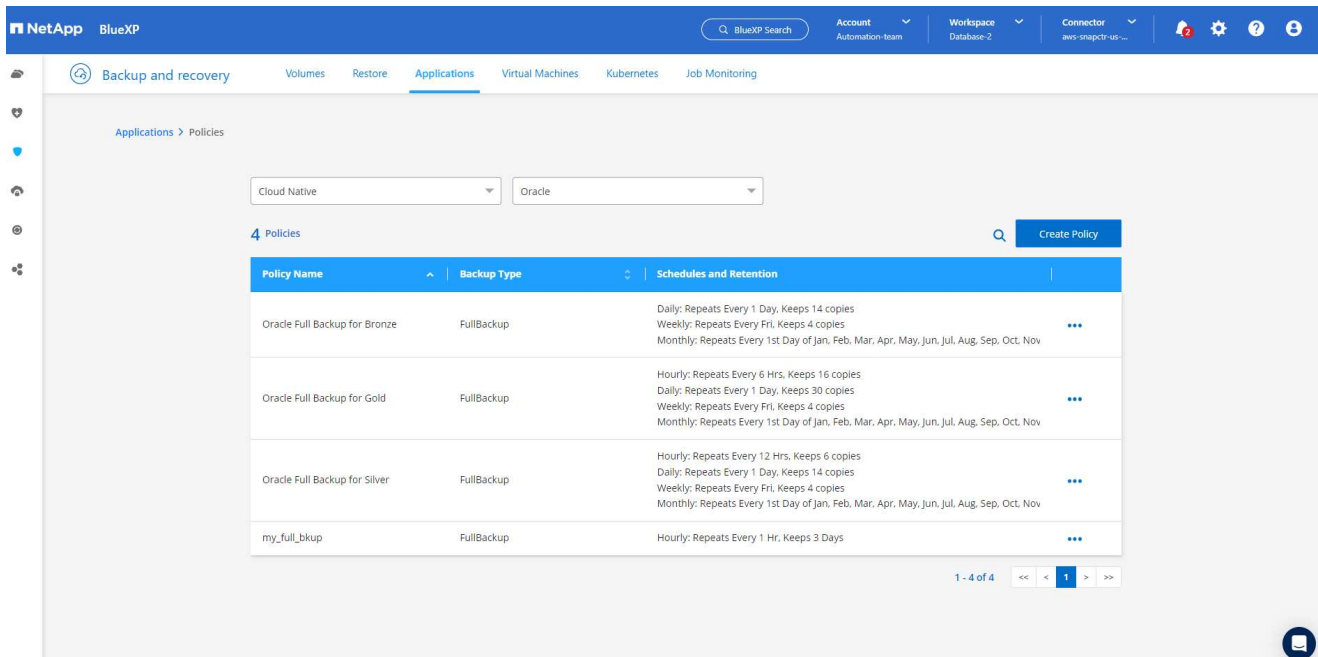 NetApp BlueXP
BlueXP Search
Account
Automation-team
Workspace
Database-2
Connector
aws-snapctr-us-...
2
Backup and recovery
Volumes Restore Applications Virtual Machines Kubernetes Job Monitoring
Applications > Policies
Cloud Native
Oracle
4 Policies
Create Policy
Policy Name Backup Type Schedules and Retention
Daily: Repeats Every 1 Day, Keeps 14 copies
Oracle Full Backup for Bronze FullBackup Weekly: Repeats Every Fri, Keeps 4 copies
Monthly: Repeats Every 1st Day of Jan, Feb, Mar, Apr, May, Jun, Jul, Aug, Sep, Oct, Nov
Hourly: Repeats Every 6 Hrs, Keeps 16 copies
Daily: Repeats Every 1 Day, Keeps 30 copies
Oracle Full Backup for Gold FullBackup
Weekly: Repeats Every Fri, Keeps 4 copies
Monthly: Repeats Every 1st Day of Jan, Feb, Mar, Apr, May, Jun, Jul, Aug, Sep, Oct, Nov
Hourly: Repeats Every 12 Hrs, Keeps 6 copies
Daily: Repeats Every 1 Day, Keeps 14 copies
Oracle Full Backup for Silver FullBackup
Weekly: Repeats Every Fri, Keeps 4 copies
Monthly: Repeats Every 1st Day of Jan, Feb, Mar, Apr, May, Jun, Jul, Aug, Sep, Oct, Nov
my_full_bkup FullBackup Hourly: Repeats Every 1 Hr, Keeps 3 Days
1 - 4 of 4 << < 1 > >>